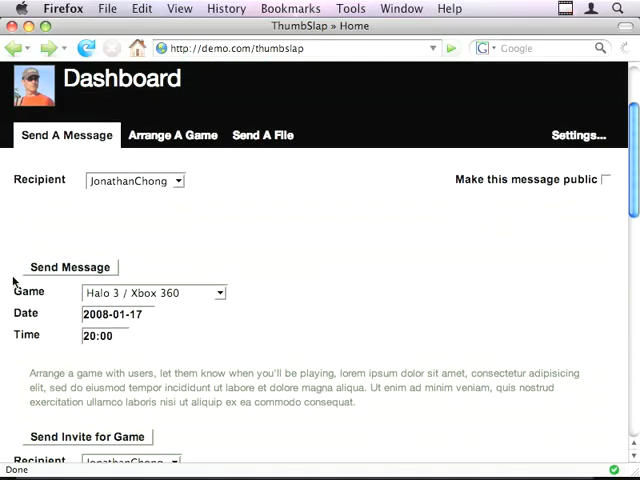 Firefox File Edit View History Bookmarks Tools Window Help
ThumbSlap » Home
http://demo.com/thumbslap Google
Dashboard
Send A Message Arrange A Game Send A File Settings...
Recipient JonathanChong Make this message public
Send Message
Game Halo 3 / Xbox 360
Date 2008-01-17
Time 20:00
Arrange a game with users, let them know when you'll be playing, lorem ipsum dolor sit amet, consectetur adipisicing
elit, sed do eiusmod tempor incididunt ut labore et dolore magna aliqua. Ut enim ad minim veniam, quis nostrud
exercitation ullamco laboris nisi ut aliquip ex ea commodo consequat.
Send Invite for Game
Recipient JonathanChong
Done